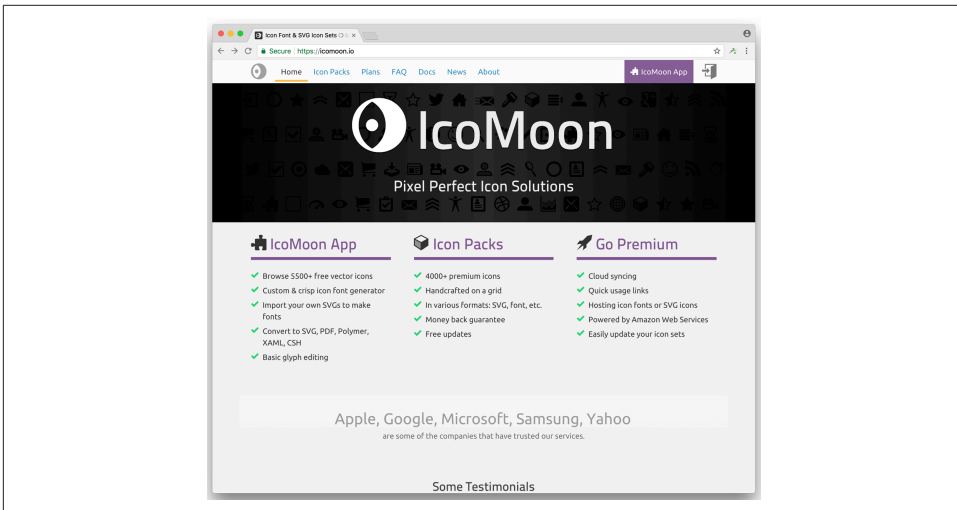 Icon Font & SVG Icon Sets
Secure https://icomoon.io
Home Icon Packs Plans FAQ Docs News About IcoMoon App
IcoMoon
Pixel Perfect Icon Solutions
IcoMoon App
Browse 5500+ free vector icons
Custom & crisp icon font generator
Import your own SVGs to make
fonts
Convert to SVG, PDF, Polymer,
XAML, CSH
Basic glyph editing
Icon Packs
4000+ premium icons
Handcrafted on a grid
In various formats: SVG, font, etc.
Money back guarantee
Free updates
Go Premium
Cloud syncing
Quick usage links
Hosting icon fonts or SVG icons
Powered by Amazon Web Services
Easily update your icon sets
Apple, Google, Microsoft, Samsung, Yahoo
are some of the companies that have trusted our services.
Some Testimonials